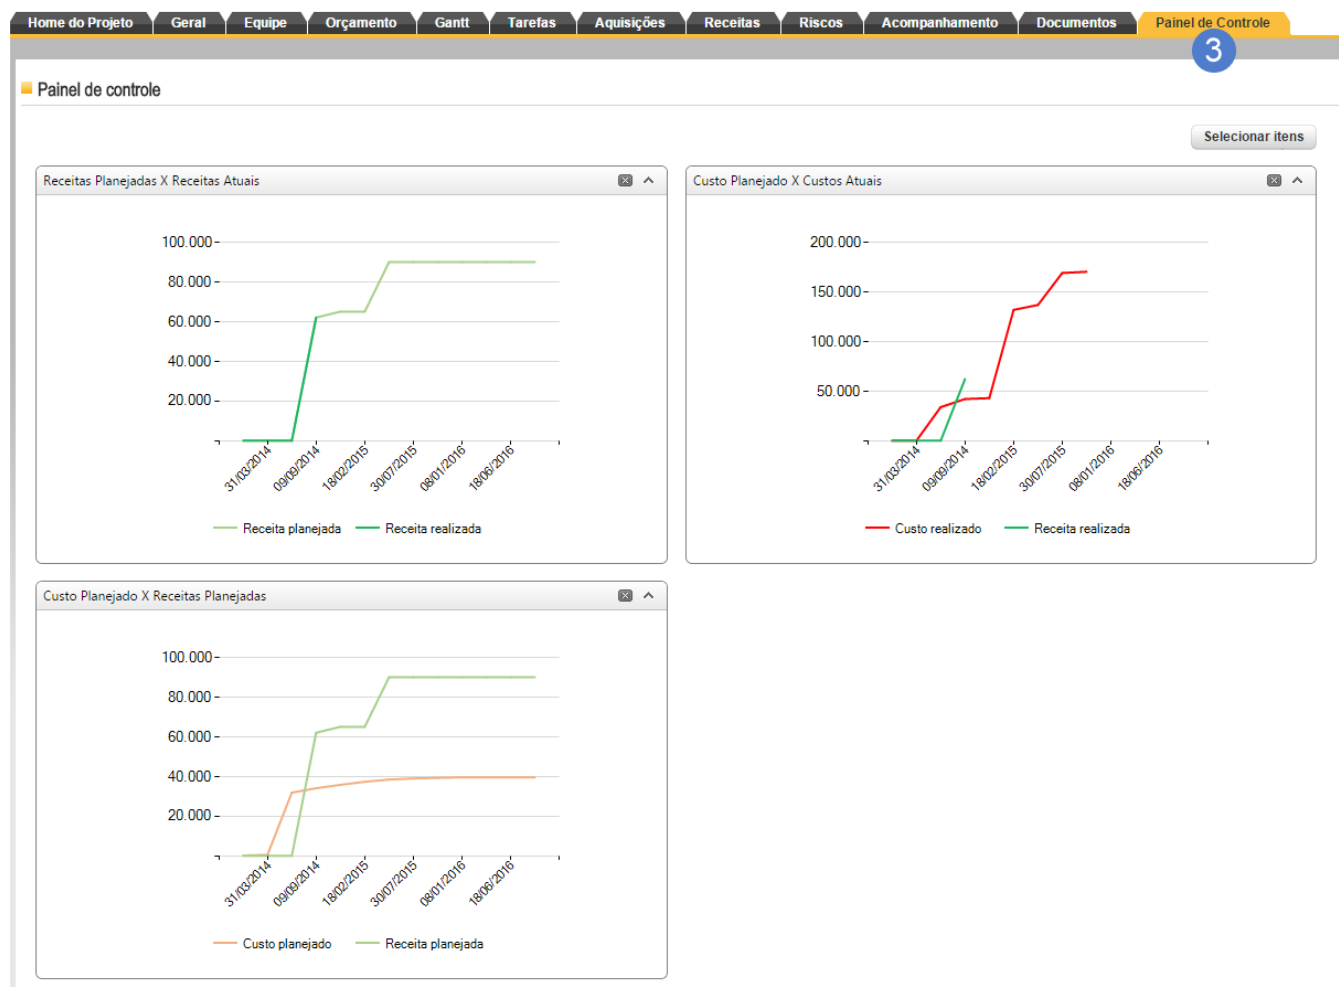 Home do Projeto Geral Equipe Orçamento Gantt Tarefas Aquisições Receitas Riscos Acompanhamento Documentos Painel de Controle
3
Painel de controle
Selecionar itens
Receitas Planejadas X Receitas Atuais
100.000
80.000
60.000
40.000
20.000
31/03/2014 09/09/2014 18/02/2015 30/07/2015 08/01/2016 18/06/2016
Receita planejada Receita realizada
Custo Planejado X Custos Atuais
200.000
150.000
100.000
50.000
31/03/2014 09/09/2014 18/02/2015 30/07/2015 08/01/2016 18/06/2016
Custo realizado Receita realizada
Custo Planejado X Receitas Planejadas
100.000
80.000
60.000
40.000
20.000
31/03/2014 09/09/2014 18/02/2015 30/07/2015 08/01/2016 18/06/2016
Custo planejado Receita planejada